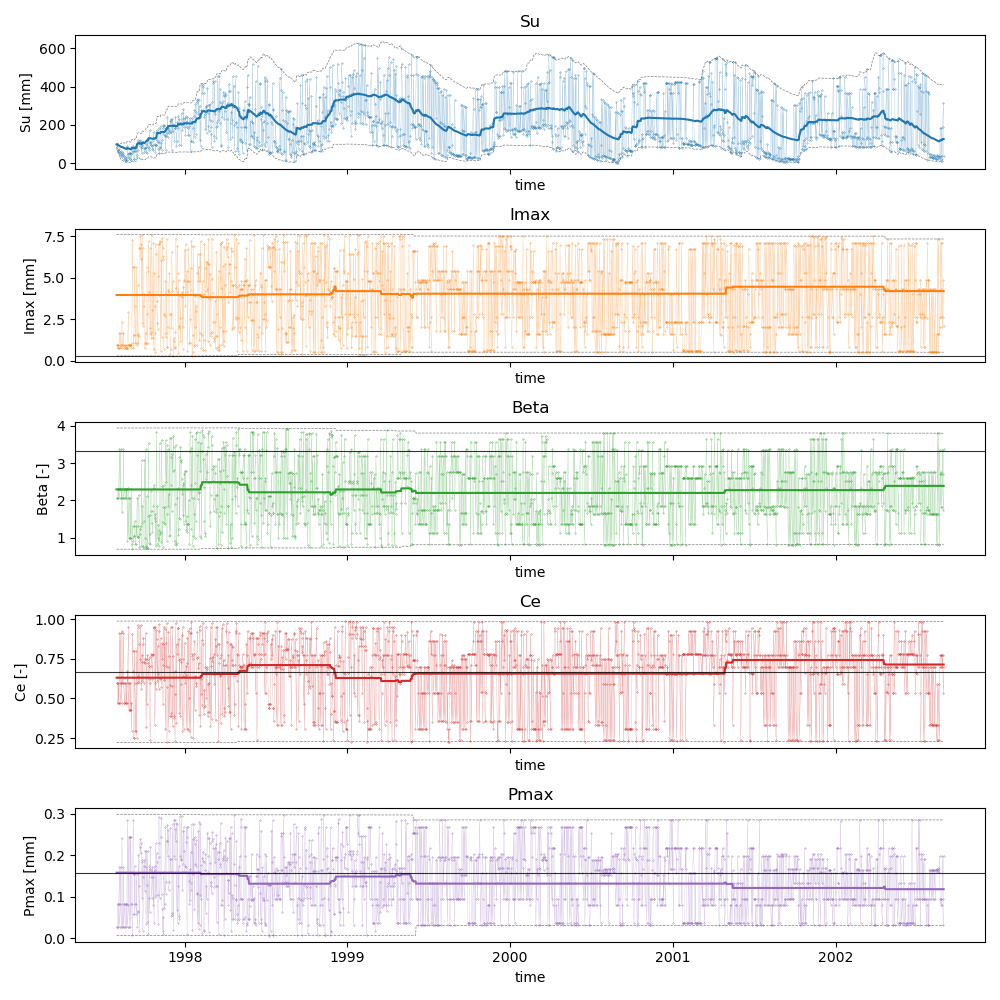 Su
600
400
200
0
Su [mm]
time
Imax
7.5
5.0
2.5
0.0
Imax [mm]
time
Beta
4
3
2
1
Beta [-]
time
Ce
1.00
0.75
0.50
0.25
Ce [-]
time
Pmax
0.3
0.2
0.1
0.0
Pmax [mm]
1998 1999 2000 2001 2002
time